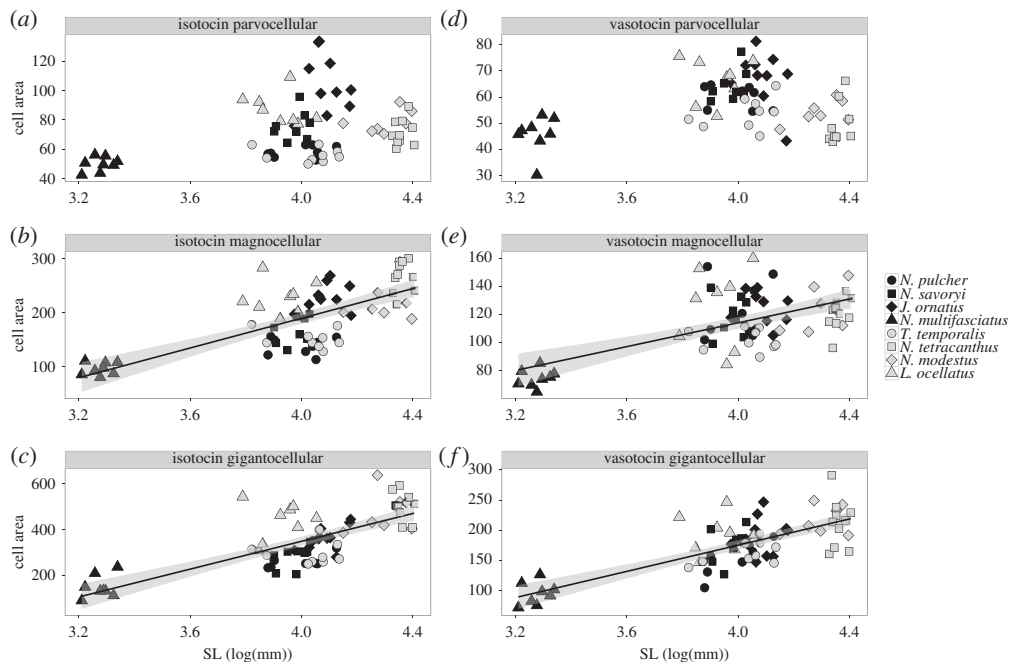 (a)
isotocin parvocellular
cell area
120
100
80
60
40
3.2
3.6
4.0
4.4
(d)
vasotocin parvocellular
80
70
60
50
40
30
3.2
3.6
4.0
4.4
(b)
isotocin magnocellular
cell area
300
200
100
3.2
3.6
4.0
4.4
(e)
vasotocin magnocellular
160
140
120
100
80
3.2
3.6
4.0
4.4
N. pulcher
N. savoryi
J. ornatus
N. multifasciatus
T. temporalis
N. tetracanthus
N. modestus
L. ocellatus
(c)
isotocin gigantocellular
cell area
600
400
200
3.2
3.6
4.0
4.4
SL (log(mm))
(f)
vasotocin gigantocellular
300
250
200
150
100
3.2
3.6
4.0
4.4
SL (log(mm))